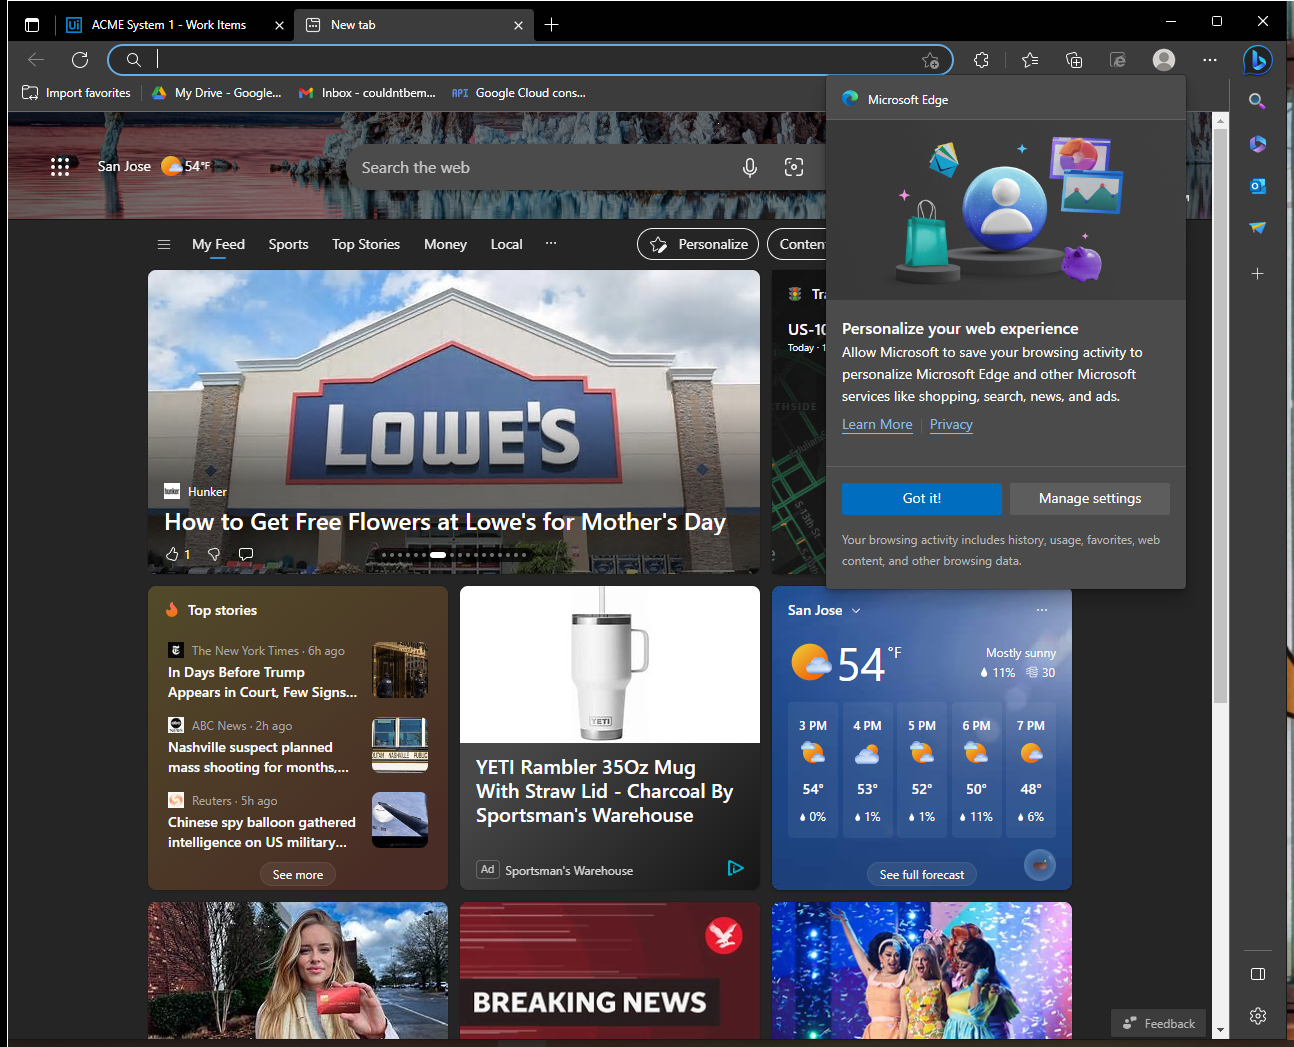 ACME System 1 - Work Items
New tab
Import favorites
My Drive - Google...
Inbox - couldntbem...
API
Google Cloud cons...
San Jose
54°F
Search the web
My Feed
Sports
Top Stories
Money
Local
Personalize
Conten
LOWE'S
Hunker
How to Get Free Flowers at Lowe's for Mother's Day
1
US-10
Today · 1
Microsoft Edge
Personalize your web experience
Allow Microsoft to save your browsing activity to
personalize Microsoft Edge and other Microsoft
services like shopping, search, news, and ads.
Learn More
Privacy
Got it!
Manage settings
Your browsing activity includes history, usage, favorites, web
content, and other browsing data.
Top stories
The New York Times · 6h ago
In Days Before Trump
Appears in Court, Few Signs...
ABC News · 2h ago
Nashville suspect planned
mass shooting for months,...
Reuters · 5h ago
Chinese spy balloon gathered
intelligence on US military...
See more
YETI
YETI Rambler 35Oz Mug
With Straw Lid - Charcoal By
Sportsman's Warehouse
Ad
Sportsman's Warehouse
San Jose
54 °F
Mostly sunny
11% 30
3 PM 4 PM 5 PM 6 PM 7 PM
54° 53° 52° 50° 48°
0% 1% 1% 11% 6%
See full forecast
BREAKING NEWS
Feedback